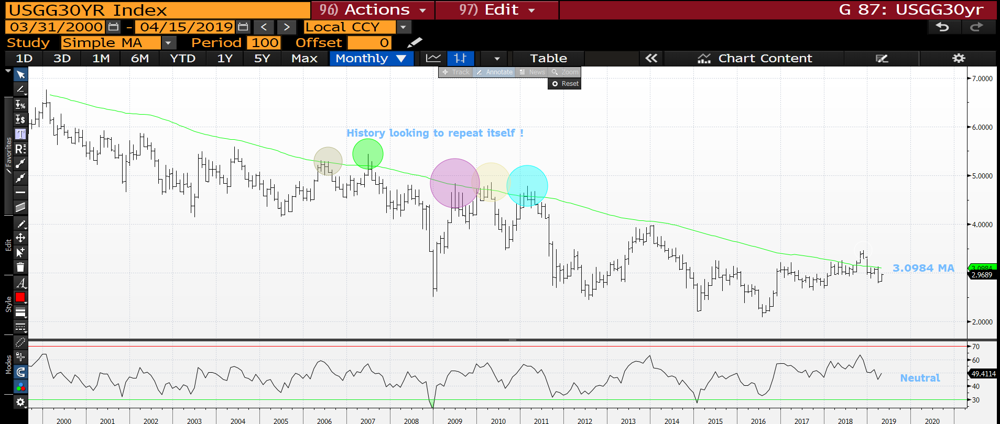 USGG30YR Index 96) Actions 97) Edit G 87: USGG30yr
03/31/2000 - 04/15/2019 < > Local CCY
Study Simple MA Period 100 Offset 0
1D 3D 1M 6M YTD 1Y 5Y Max Monthly Table Chart Content
Track Annotate News Zoom
Reset
Favorites
Edit
Style
Modes
History looking to repeat itself !
7.0000
6.0000
5.0000
4.0000
3.0984 MA
3.0984
2.9689
2.0000
70
60
49.4114
Neutral
40
30
2000 2001 2002 2003 2004 2005 2006 2007 2008 2009 2010 2011 2012 2013 2014 2015 2016 2017 2018 2019 2020